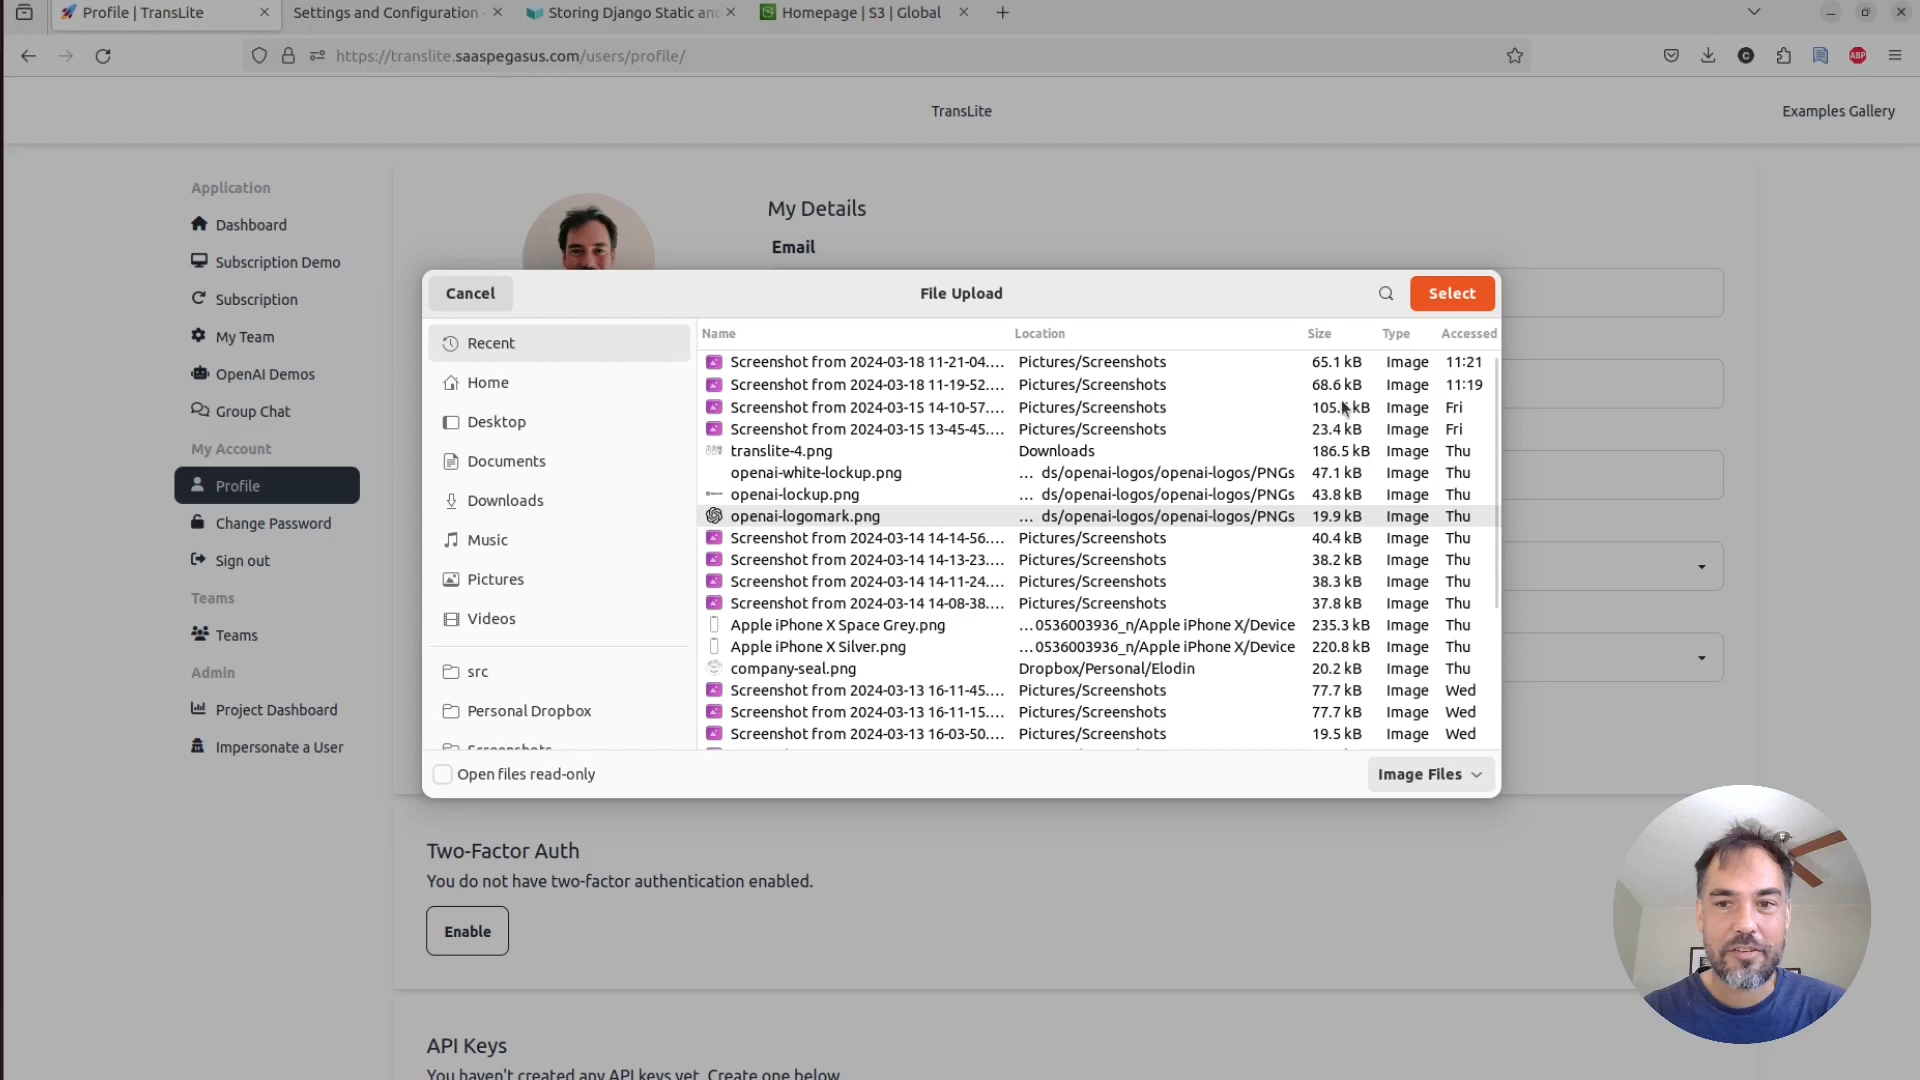 Profile | TransLite
Settings and Configuration -
Storing Django Static and
Homepage | S3 | Global
https://translite.saaspegasus.com/users/profile/
ABP
TransLite
Examples Gallery
Application
Dashboard
Subscription Demo
Subscription
My Team
OpenAI Demos
Group Chat
My Account
Profile
Change Password
Sign out
Teams
Teams
Admin
Project Dashboard
Impersonate a User
My Details
Email
Cancel
File Upload
Select
Recent
Home
Desktop
Documents
Downloads
Music
Pictures
Videos
src
Personal Dropbox
Screenshots
Name Location Size Type Accessed
Screenshot from 2024-03-18 11-21-04.… Pictures/Screenshots 65.1 kB Image 11:21
Screenshot from 2024-03-18 11-19-52.… Pictures/Screenshots 68.6 kB Image 11:19
Screenshot from 2024-03-15 14-10-57.… Pictures/Screenshots kB Image Fri
Screenshot from 2024-03-15 13-45-45.… Pictures/Screenshots 23.4 kB Image Fri
translite-4.png Downloads 186.5 kB Image Thu
openai-white-lockup.png … ds/openai-logos/openai-logos/PNGs 47.1 kB Image Thu
openai-lockup.png … ds/openai-logos/openai-logos/PNGs 43.8 kB Image Thu
openai-logomark.png … ds/openai-logos/openai-logos/PNGs 19.9 kB Image Thu
Screenshot from 2024-03-14 14-14-56.… Pictures/Screenshots 40.4 kB Image Thu
Screenshot from 2024-03-14 14-13-23.… Pictures/Screenshots 38.2 kB Image Thu
Screenshot from 2024-03-14 14-11-24.… Pictures/Screenshots 38.3 kB Image Thu
Screenshot from 2024-03-14 14-08-38.… Pictures/Screenshots 37.8 kB Image Thu
Apple iPhone X Space Grey.png …0536003936_n/Apple iPhone X/Device 235.3 kB Image Thu
Apple iPhone X Silver.png …0536003936_n/Apple iPhone X/Device 220.8 kB Image Thu
company-seal.png Dropbox/Personal/Elodin 20.2 kB Image Thu
Screenshot from 2024-03-13 16-11-45.… Pictures/Screenshots 77.7 kB Image Wed
Screenshot from 2024-03-13 16-11-15.… Pictures/Screenshots 77.7 kB Image Wed
Screenshot from 2024-03-13 16-03-50.… Pictures/Screenshots 19.5 kB Image Wed
Open files read-only
Image Files
Two-Factor Auth
You do not have two-factor authentication enabled.
Enable
API Keys
You haven't created any API keys yet. Create one below.